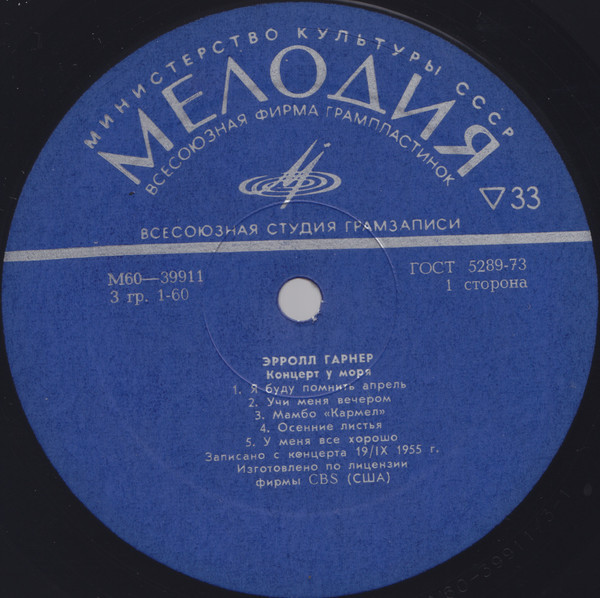 МИНИСТЕРСТВО КУЛЬТУРЫ СССР
МЕЛОДИЯ
ВСЕСОЮЗНАЯ ФИРМА ГРАМПЛАСТИНОК
▽33
ВСЕСОЮЗНАЯ СТУДИЯ ГРАМЗАПИСИ
М60—39911
3 гр. 1-60
ГОСТ 5289-73
1 сторона
ЭРРОЛЛ ГАРНЕР
Концерт у моря
1. Я буду помнить апрель
2. Учи меня вечером
3. Мамбо «Кармел»
4. Осенние листья
5. У меня все хорошо
Записано с концерта 19/IX 1955 г.
Изготовлено по лицензии
фирмы CBS (США)